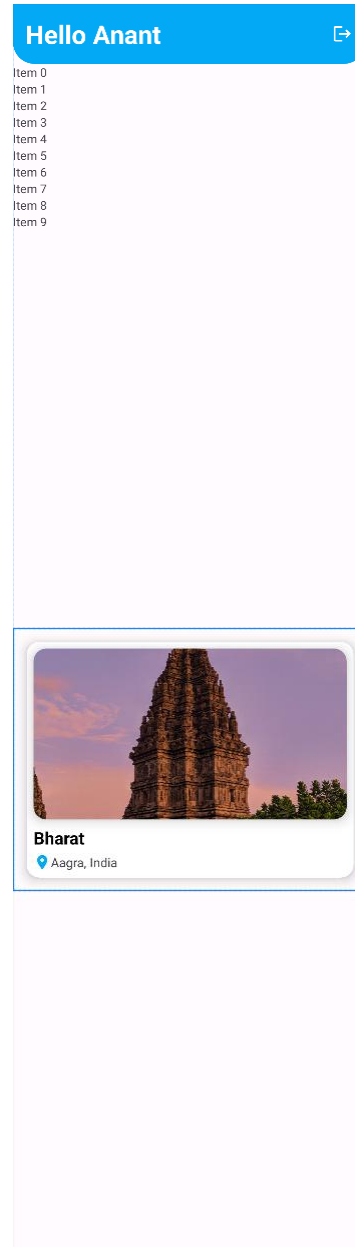 Hello Anant
Item 0
Item 1
Item 2
Item 3
Item 4
Item 5
Item 6
Item 7
Item 8
Item 9
Bharat
Aagra, India